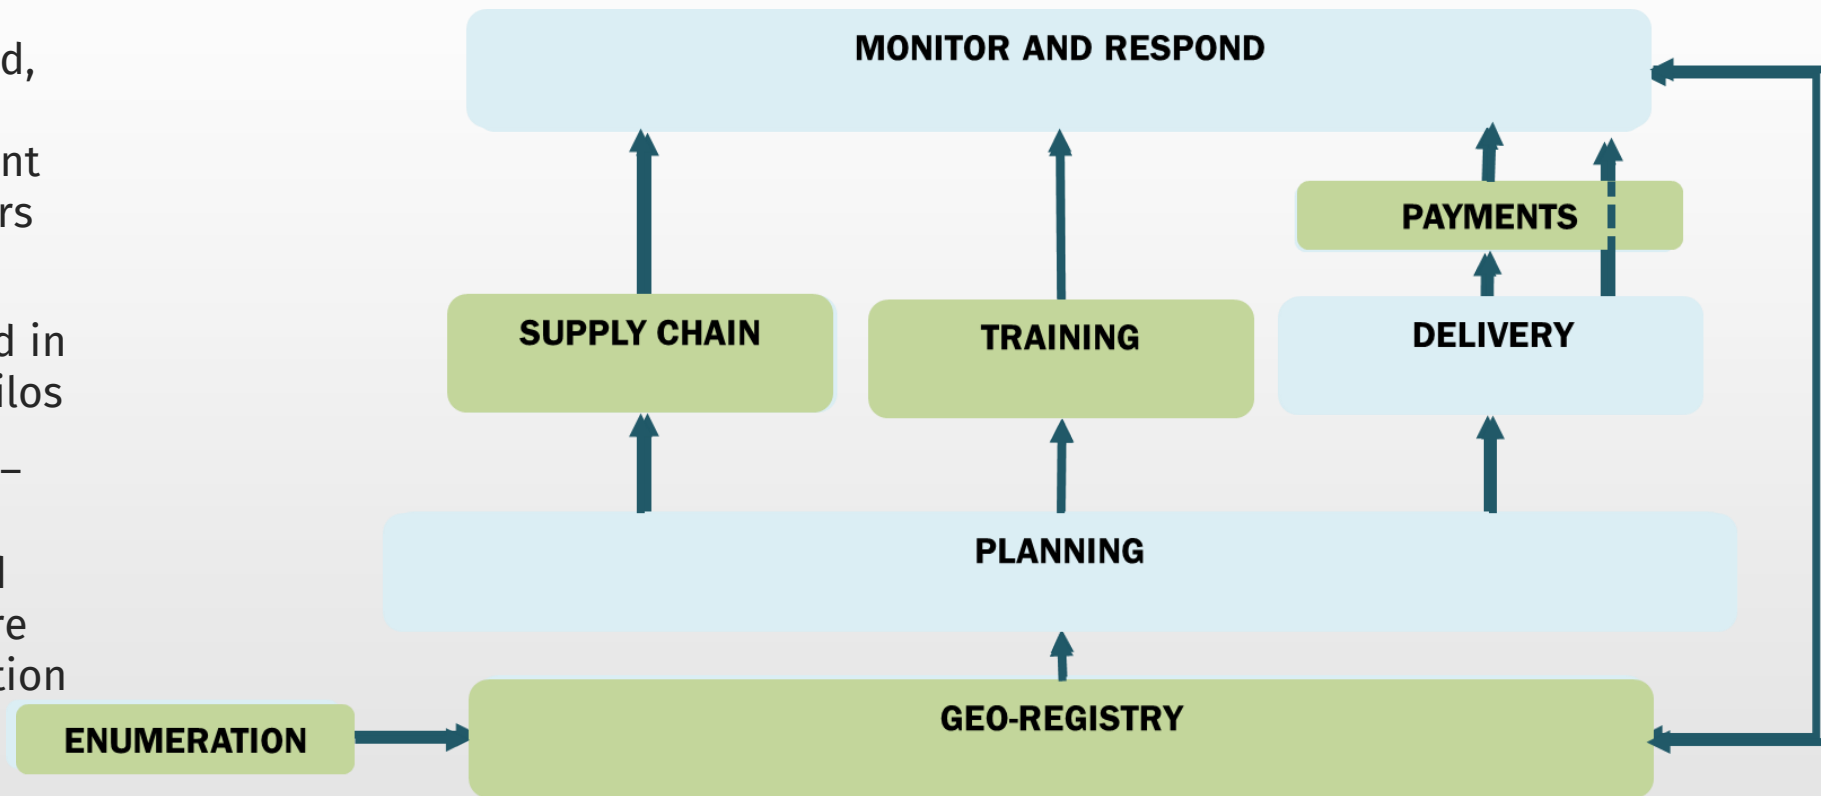 d,
nt
rs
d in
ilos
–
d
re
tion
MONITOR AND RESPOND
PAYMENTS
SUPPLY CHAIN
TRAINING
DELIVERY
PLANNING
GEO-REGISTRY
ENUMERATION